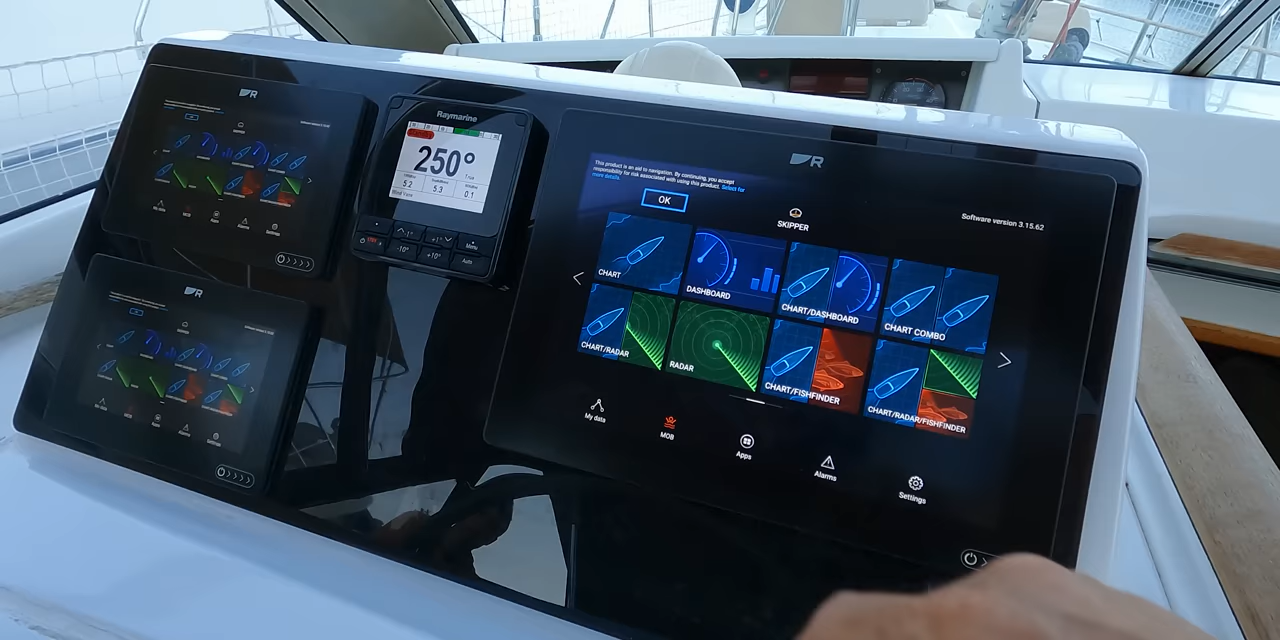 Raymarine
250°
5.2
5.3
0.1
-10°
+10°
Menu
Auto
R
This product is an aid to navigation. By continuing, you accept
responsibility for risk associated with using this product. Select for
more details.
OK
SKIPPER
Software version 3.15.62
CHART
DASHBOARD
CHART/DASHBOARD
CHART COMBO
CHART/RADAR
RADAR
CHART/FISHFINDER
CHART/RADAR/FISHFINDER
My data
MOB
Apps
Alarms
Settings